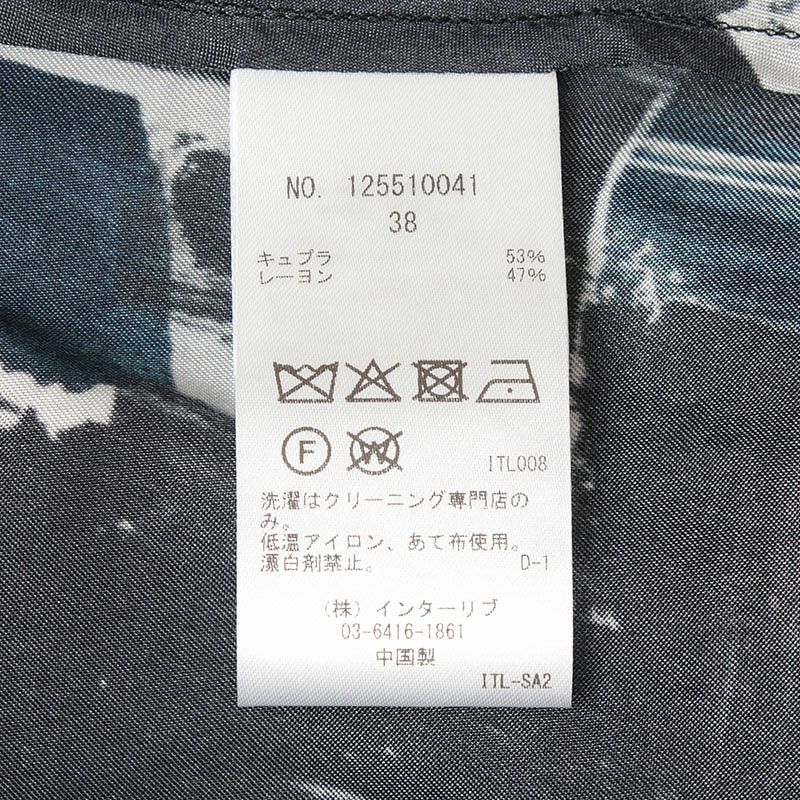 NO. 125510041
38
キュプラ 53%
レーヨン 47%
F W
ITL008
洗濯はクリーニング専門店の
み。
低温アイロン、あて布使用。
漂白剤禁止。 D-1
(株)インターリブ
03-6416-1861
中国製
ITL-SA2